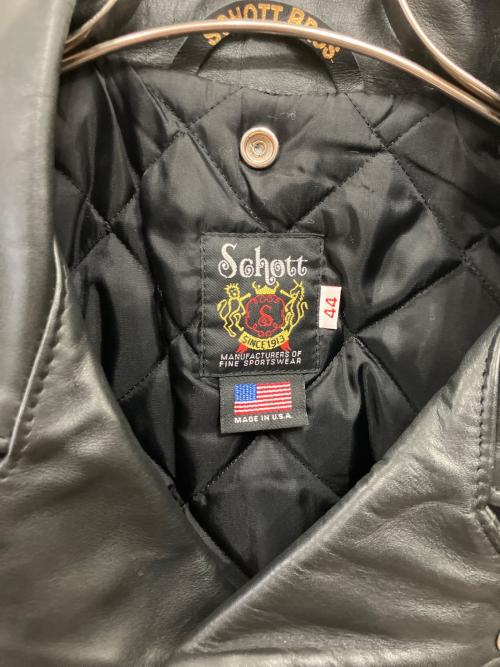 SCHOTT BROS.
Schott
S
SINCE 1913
MANUFACTURERS OF
FINE SPORTSWEAR
44
MADE IN U.S.A.